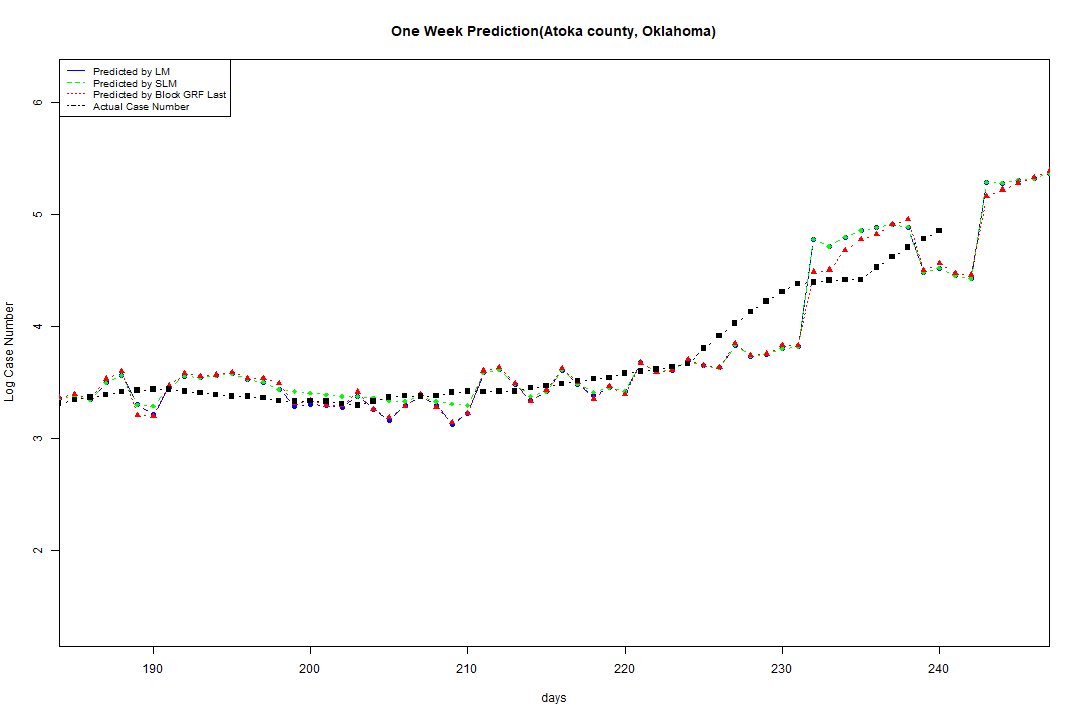 One Week Prediction(Atoka county, Oklahoma)
Predicted by LM
Predicted by SLM
Predicted by Block GRF Last
Actual Case Number
6
5
4
3
2
Log Case Number
190 200 210 220 230 240
days